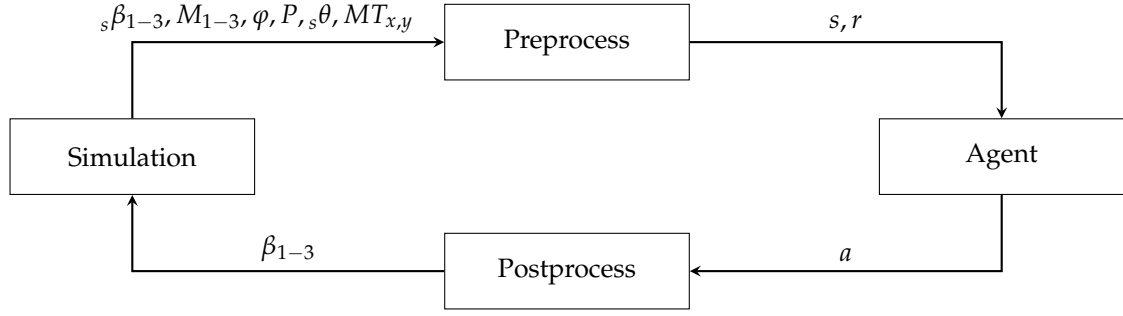 ₛβ₁₋₃, M₁₋₃, φ, P, ₛθ, MTₓ,ᵧ
Preprocess
s, r
Simulation
Agent
β₁₋₃
Postprocess
a